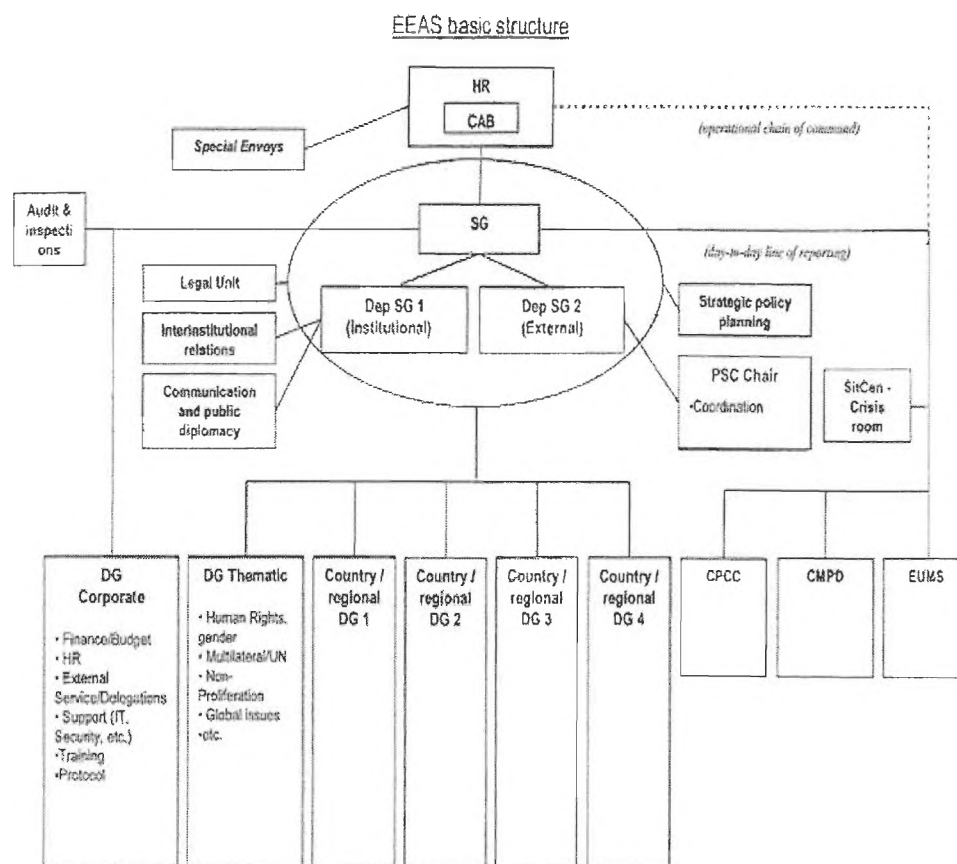 EEAS basic structure
HR
CAB
(operational chain of command)
Special Envoys
Audit &
inspecti
ons
SG
(day-to-day line of reporting)
Legal Unit
Dep SG 1
(Institutional)
Dep SG 2
(External)
Strategic policy
planning
Interinstitutional
relations
Communication
and public
diplomacy
PSC Chair
•Coordination
SitCen -
Crisis
room
DG
Corporate
• Finance/Budget
• HR
• External
Service/Delegations
• Support (IT,
Security, etc.)
•Training
•Protocol
DG Thematic
• Human Rights,
gender
• Multilateral/UN
• Non-
Proliferation
• Global issues
•etc.
Country /
regional
DG 1
Country /
regional
DG 2
Country /
regional
DG 3
Country /
regional
DG 4
CPCC
CMPD
EUMS